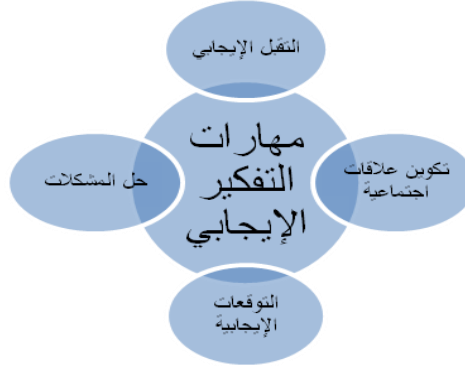 التقبل الإيجابي
مهارات
التفكير
الإيجابي
تكوين علاقات
اجتماعية
حل المشكلات
التوقعات
الإيجابية